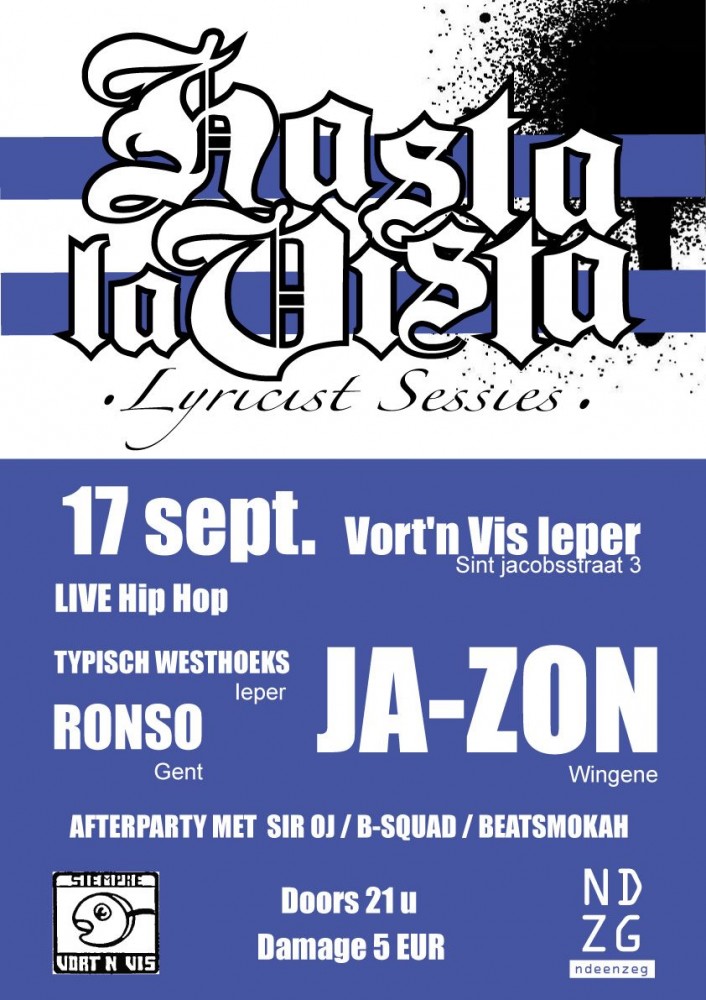 Hasta
la Vista
· Lyricist Sessies ·
17 sept. Vort'n Vis Ieper
Sint jacobsstraat 3
LIVE Hip Hop
TYPISCH WESTHOEKS
Ieper
RONSO
Gent
JA-ZON
Wingene
AFTERPARTY MET SIR OJ / B-SQUAD / BEATSMOKAH
SIEMPRE
VORT N VIS
Doors 21 u
Damage 5 EUR
ND
ZG
ndeenzeg